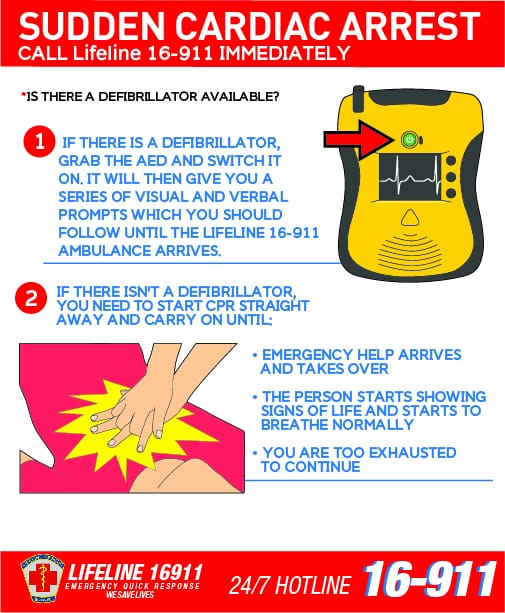 SUDDEN CARDIAC ARREST
CALL Lifeline 16-911 IMMEDIATELY
*IS THERE A DEFIBRILLATOR AVAILABLE?
1
IF THERE IS A DEFIBRILLATOR,
GRAB THE AED AND SWITCH IT
ON. IT WILL THEN GIVE YOU A
SERIES OF VISUAL AND VERBAL
PROMPTS WHICH YOU SHOULD
FOLLOW UNTIL THE LIFELINE 16-911
AMBULANCE ARRIVES.
2
IF THERE ISN'T A DEFIBRILLATOR,
YOU NEED TO START CPR STRAIGHT
AWAY AND CARRY ON UNTIL:
• EMERGENCY HELP ARRIVES
AND TAKES OVER
• THE PERSON STARTS SHOWING
SIGNS OF LIFE AND STARTS TO
BREATHE NORMALLY
• YOU ARE TOO EXHAUSTED
TO CONTINUE
LIFELINE 16911
EMERGENCY QUICK RESPONSE
WE SAVE LIVES
24/7 HOTLINE 16-911